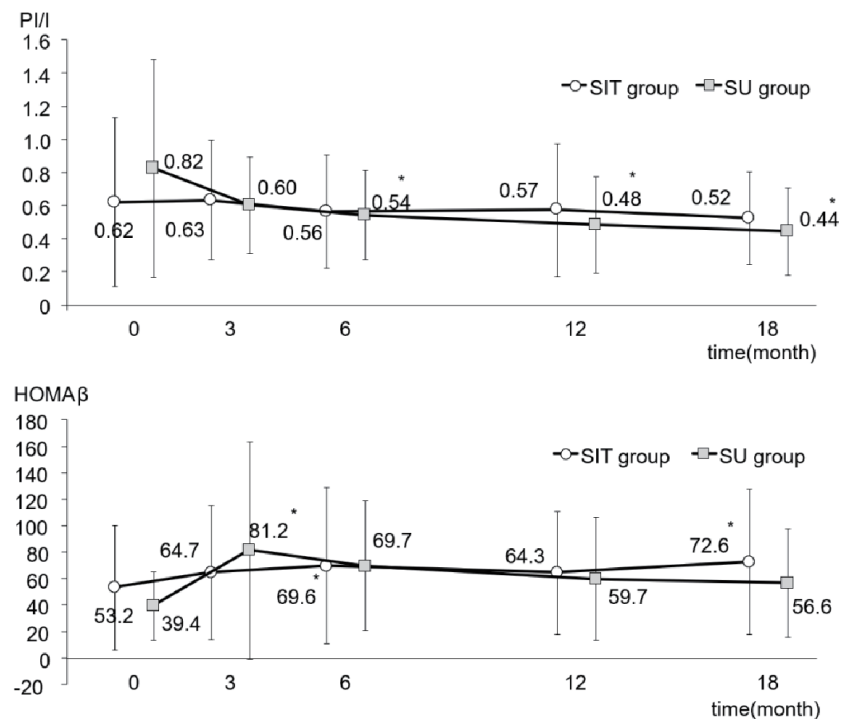 PI/I
1.6
1.4
1.2
1
0.8
0.6
0.4
0.2
0
SIT group SU group
0.82 0.60 0.54 * 0.57 0.48 * 0.52 0.44 *
0.62 0.63 0.56
0 3 6 12 18
time(month)
HOMAβ
180
160
140
120
100
80
60
40
20
0
-20
SIT group SU group
64.7 81.2 * 69.7 64.3 72.6 *
53.2 39.4 69.6 * 59.7 56.6
0 3 6 12 18
time(month)